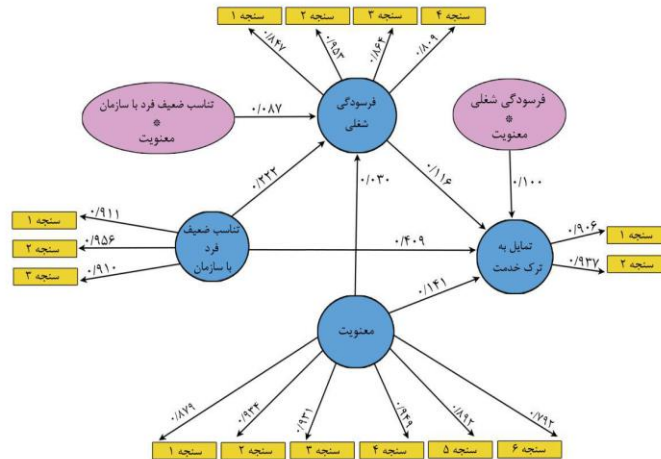 سنجه ۱
سنجه ۲
سنجه ۳
سنجه ۴
۰/۸۴۷
۰/۹۵۳
۰/۸۶۴
۰/۸۰۹
تناسب ضعیف فرد با سازمان
*
معنویت
۰/۰۸۷
فرسودگی
شغلی
فرسودگی شغلی
*
معنویت
۰/۲۲۲
۰/۰۳۰
۰/۱۱۶
۰/۱۰۰
سنجه ۱
سنجه ۲
سنجه ۳
۰/۹۱۱
۰/۹۵۶
۰/۹۱۰
تناسب ضعیف
فرد
با سازمان
۰/۴۰۹
تمایل به
ترک خدمت
۰/۹۰۶
۰/۹۳۷
سنجه ۱
سنجه ۲
۰/۱۴۱
معنویت
۰/۸۷۹
۰/۹۳۴
۰/۹۳۱
۰/۹۴۹
۰/۸۹۲
۰/۷۹۲
سنجه ۱
سنجه ۲
سنجه ۳
سنجه ۴
سنجه ۵
سنجه ۶